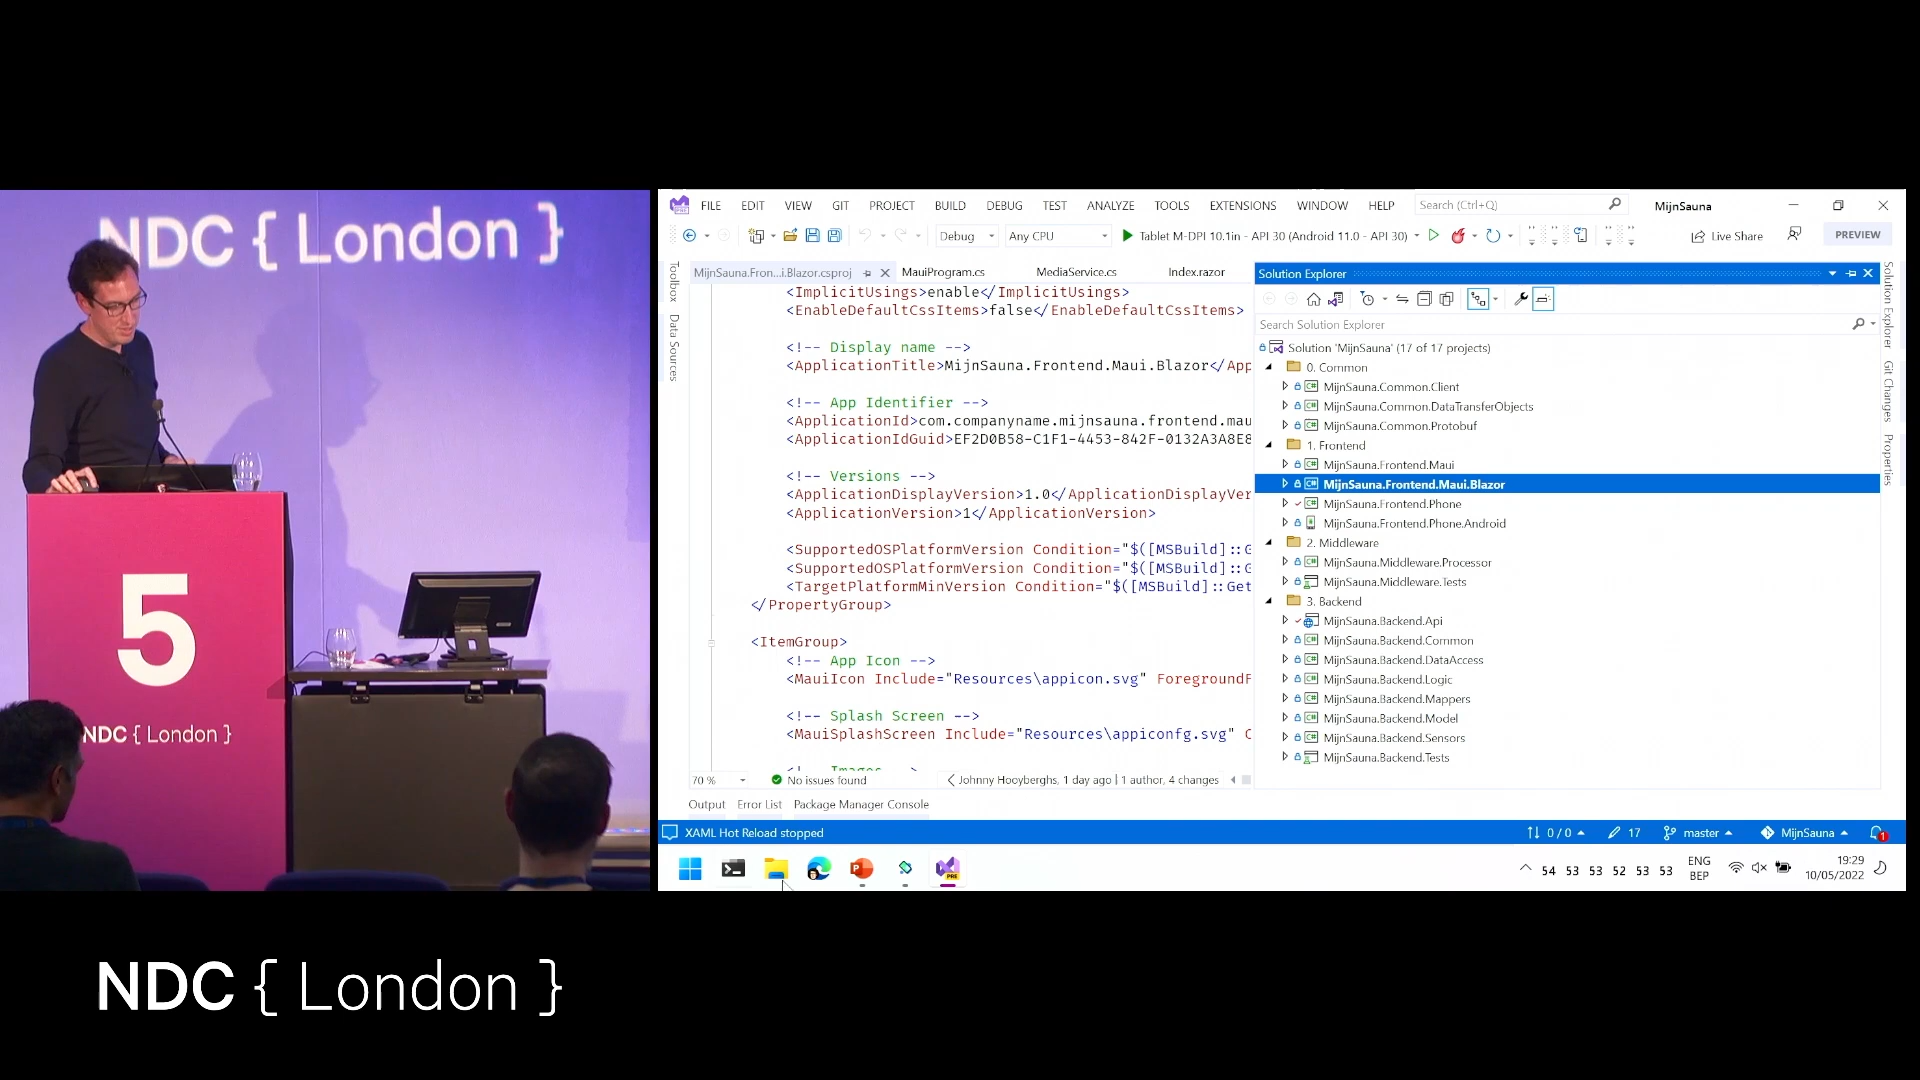 NDC { London }
5
NDC { London }
NDC { London }
FILE EDIT VIEW GIT PROJECT BUILD DEBUG TEST ANALYZE TOOLS EXTENSIONS WINDOW HELP Search (Ctrl+Q) MijnSauna
Debug Any CPU Tablet M-DPI 10.1in - API 30 (Android 11.0 - API 30) Live Share PREVIEW
Toolbox
Data Sources
MijnSauna.Fron...i.Blazor.csproj MauiProgram.cs MediaService.cs Index.razor
<ImplicitUsings>enable</ImplicitUsings>
<EnableDefaultCssItems>false</EnableDefaultCssItems>
<!-- Display name -->
<ApplicationTitle>MijnSauna.Frontend.Maui.Blazor</App
<!-- App Identifier -->
<ApplicationId>com.companyname.mijnsauna.frontend.mau
<ApplicationIdGuid>EF2D0B58-C1F1-4453-842F-0132A3A8E8
<!-- Versions -->
<ApplicationDisplayVersion>1.0</ApplicationDisplayVer
<ApplicationVersion>1</ApplicationVersion>
<SupportedOSPlatformVersion Condition="$([MSBuild]::G
<SupportedOSPlatformVersion Condition="$([MSBuild]::G
<TargetPlatformMinVersion Condition="$([MSBuild]::Get
</PropertyGroup>
<ItemGroup>
<!-- App Icon -->
<MauiIcon Include="Resources\appicon.svg" ForegroundF
<!-- Splash Screen -->
<MauiSplashScreen Include="Resources\appiconfg.svg" C
<!-- Images -->
70 % No issues found Johnny Hooyberghs, 1 day ago | 1 author, 4 changes
Output Error List Package Manager Console
Solution Explorer
Search Solution Explorer
Solution 'MijnSauna' (17 of 17 projects)
0. Common
MijnSauna.Common.Client
MijnSauna.Common.DataTransferObjects
MijnSauna.Common.Protobuf
1. Frontend
MijnSauna.Frontend.Maui
MijnSauna.Frontend.Maui.Blazor
MijnSauna.Frontend.Phone
MijnSauna.Frontend.Phone.Android
2. Middleware
MijnSauna.Middleware.Processor
MijnSauna.Middleware.Tests
3. Backend
MijnSauna.Backend.Api
MijnSauna.Backend.Common
MijnSauna.Backend.DataAccess
MijnSauna.Backend.Logic
MijnSauna.Backend.Mappers
MijnSauna.Backend.Model
MijnSauna.Backend.Sensors
MijnSauna.Backend.Tests
Solution Explorer
Git Changes
Properties
XAML Hot Reload stopped 0 / 0 17 master MijnSauna 1
PRE 54 53 53 52 53 53 ENG BEP 19:29 10/05/2022